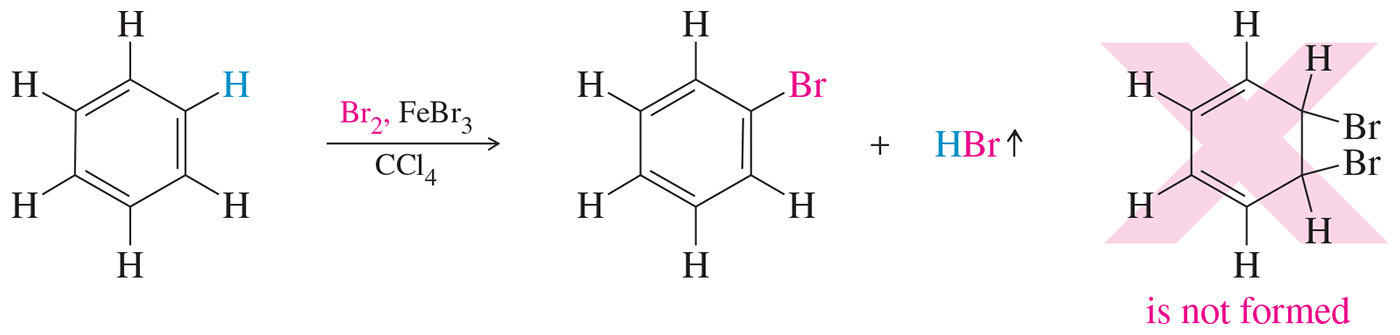 H H H
H H Br H H
Br₂, FeBr₃ + HBr↑ Br
CCl₄ Br
H H H H H H
H H H
is not formed